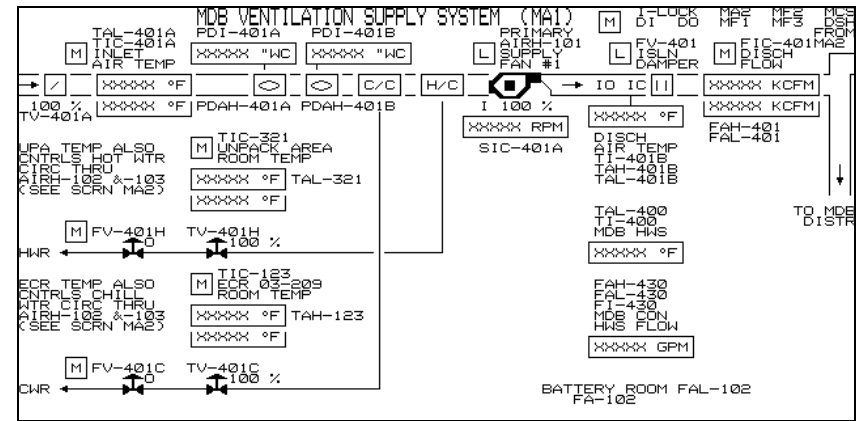 MDB VENTILATION SUPPLY SYSTEM (MA1)
M I-LOCK DI DO
MA2 MF2 MCS
MF1 MF3 DSH
FROM
MA2
TAL-401A
TIC-401A
M INLET
AIR TEMP
PDI-401A PDI-401B
XXXXX "WC XXXXX "WC
PRIMARY
AIRH-101
L SUPPLY
FAN #1
FV-401
L ISLN
DAMPER
FIC-401
M DISCH
FLOW
XXXXX °F
C/C
H/C
IO IC
XXXXX KCFM
100 %
TV-401A
XXXXX °F
PDAH-401A PDAH-401B
I 100 %
XXXXX RPM
SIC-401A
XXXXX °F
DISCH
AIR TEMP
TI-401B
TAH-401B
TAL-401B
XXXXX KCFM
FAH-401
FAL-401
UPA TEMP ALSO
CNTRLS HOT WTR
CIRC THRU
AIRH-102 &-103
(SEE SCRN MA2)
TIC-321
M UNPACK AREA
ROOM TEMP
XXXXX °F TAL-321
XXXXX °F
TAL-400
TI-400
MDB HWS
XXXXX °F
TO MDB
DISTR
M FV-401H TV-401H
O 100 %
HWR
ECR TEMP ALSO
CNTRLS CHILL
WTR CIRC THRU
AIRH-102 &-103
(SEE SCRN MA2)
TIC-123
M ECR 03-209
ROOM TEMP
XXXXX °F TAH-123
XXXXX °F
FAH-430
FAL-430
FI-430
MDB CON
HWS FLOW
XXXXX GPM
M FV-401C TV-401C
O 100 %
CWR
BATTERY ROOM FAL-102
FA-102